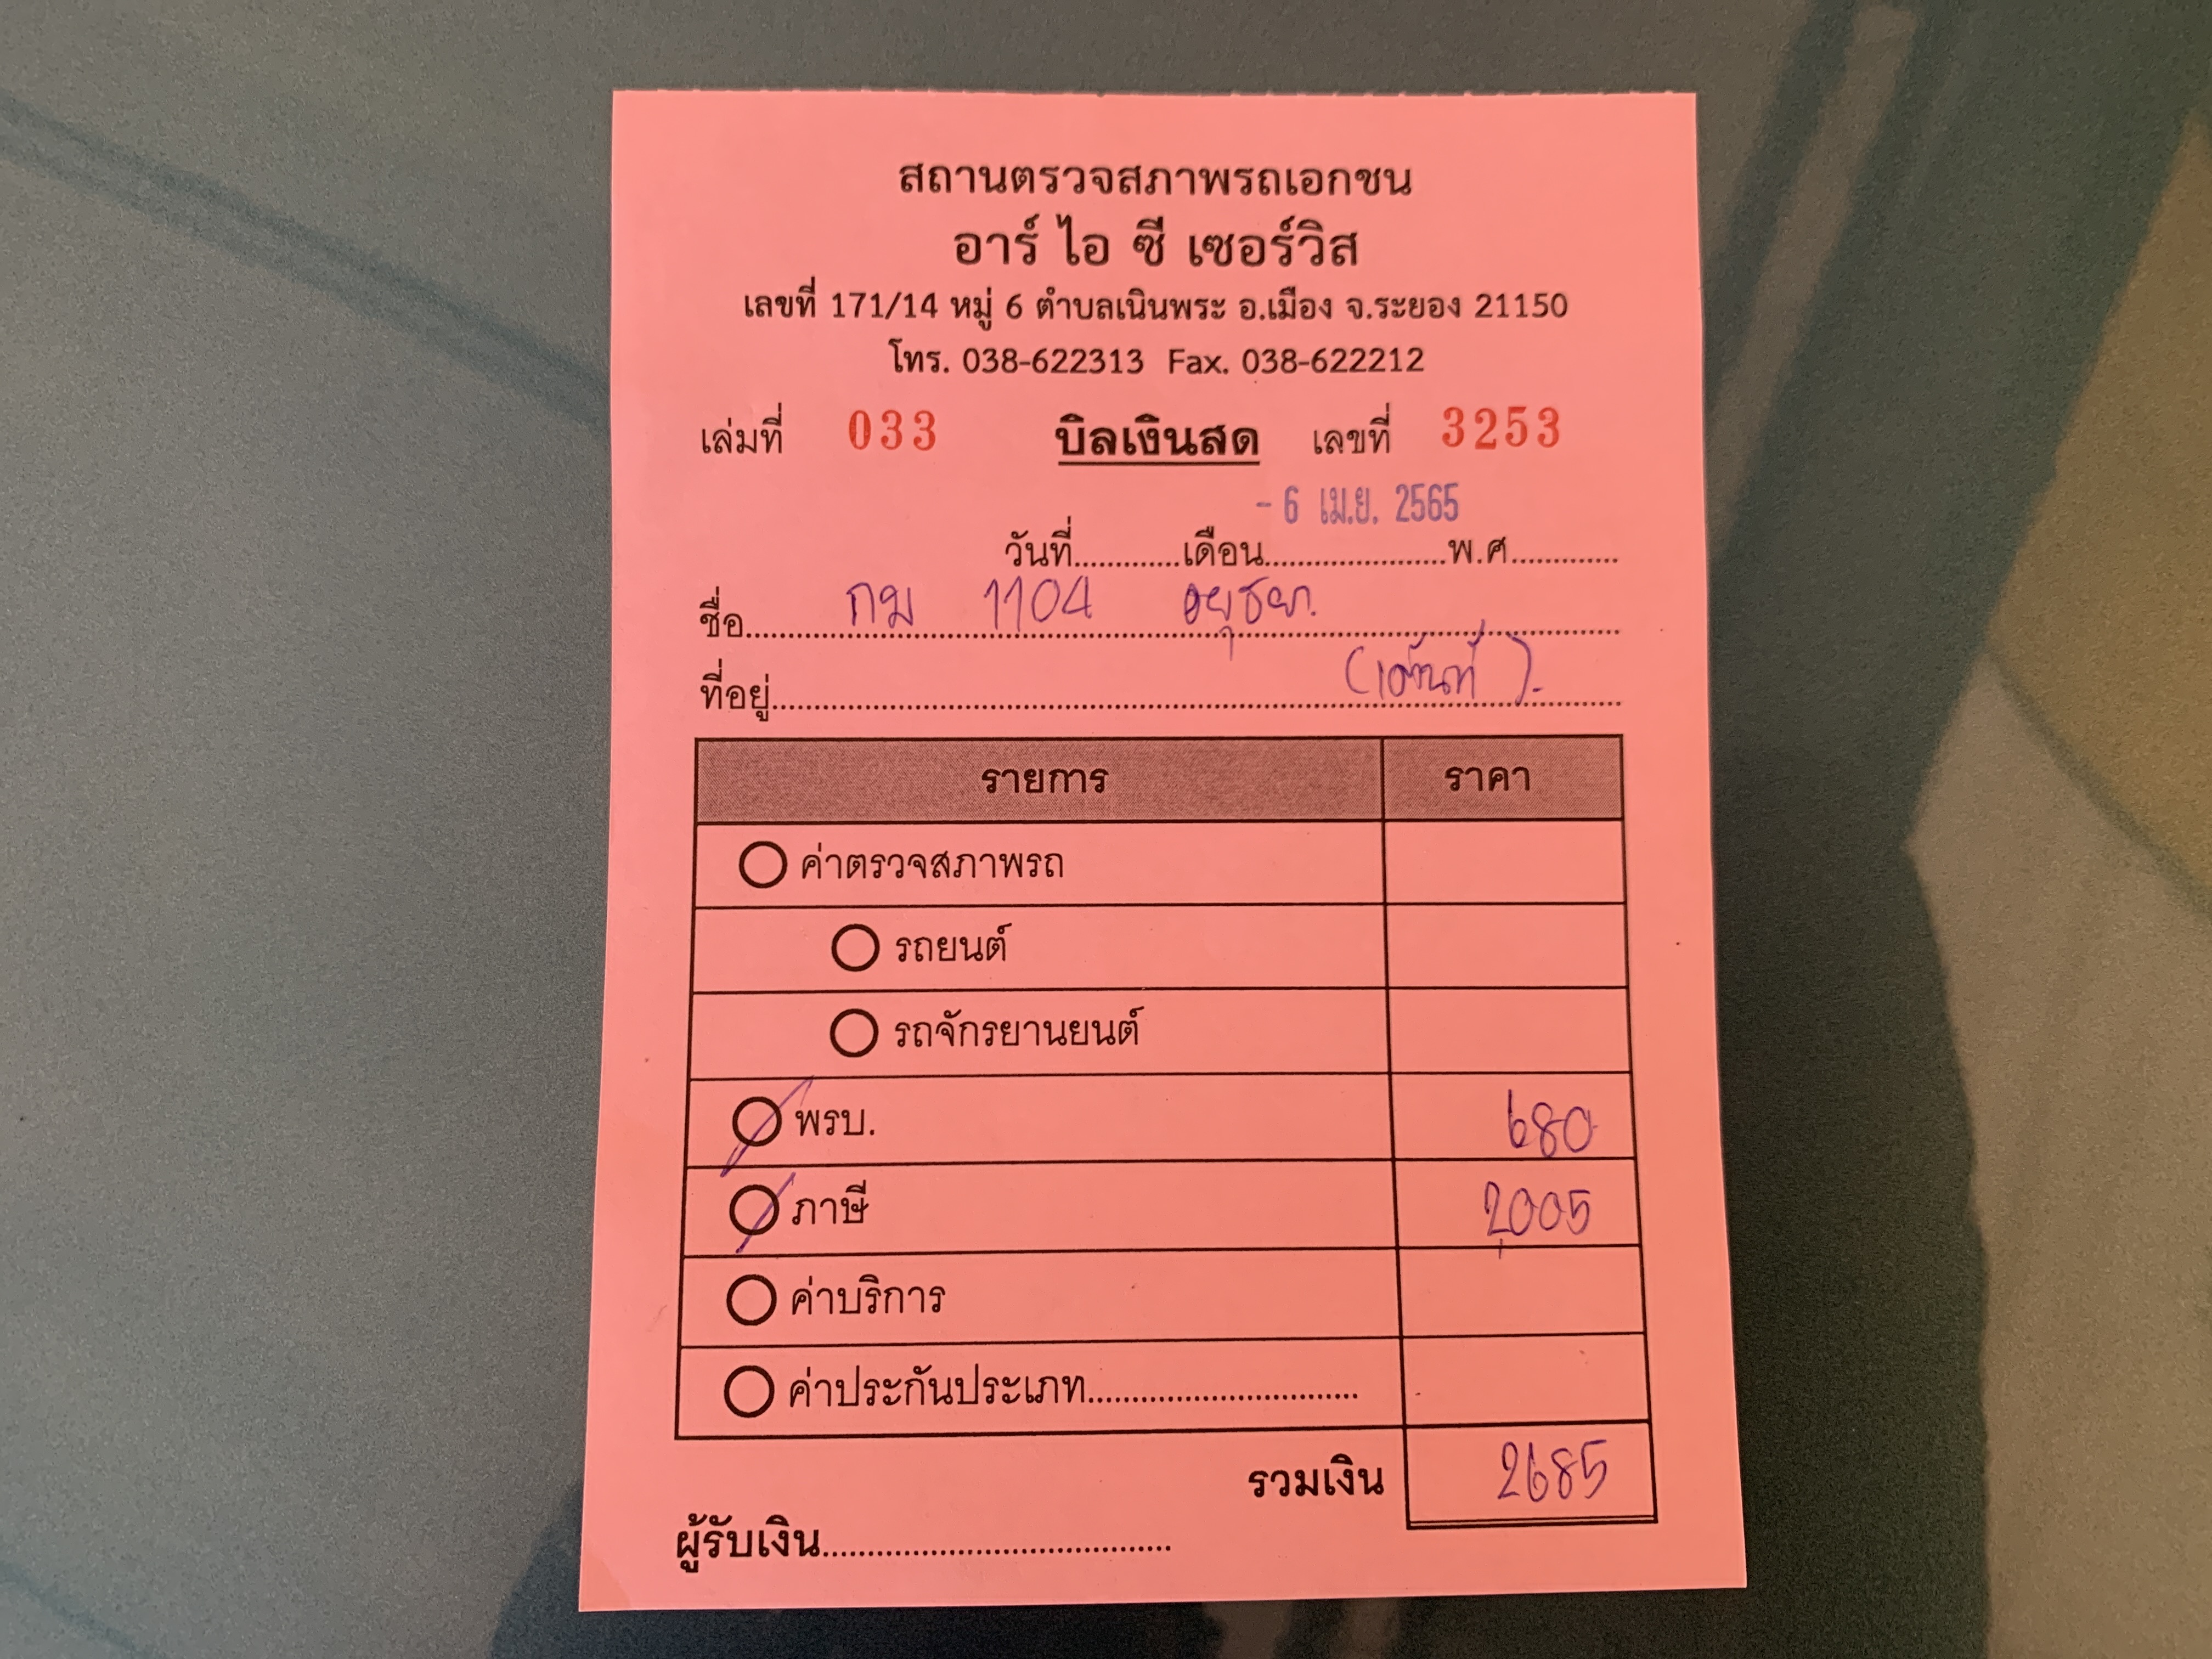 สถานตรวจสภาพรถเอกชน
อาร์ ไอ ซี เซอร์วิส
เลขที่ 171/14 หมู่ 6 ตำบลเนินพระ อ.เมือง จ.ระยอง 21150
โทร. 038-622313 Fax. 038-622212
เล่มที่ 033 บิลเงินสด เลขที่ 3253
- 6 เม.ย. 2565
วันที่............เดือน....................พ.ศ............
ชื่อ กม 1104 อยุธยา.
ที่อยู่
รายการ ราคา
ค่าตรวจสภาพรถ
รถยนต์
รถจักรยานยนต์
พรบ. 680
ภาษี 2,005
ค่าบริการ
ค่าประกันประเภท..............................
รวมเงิน 2685
ผู้รับเงิน.......................................